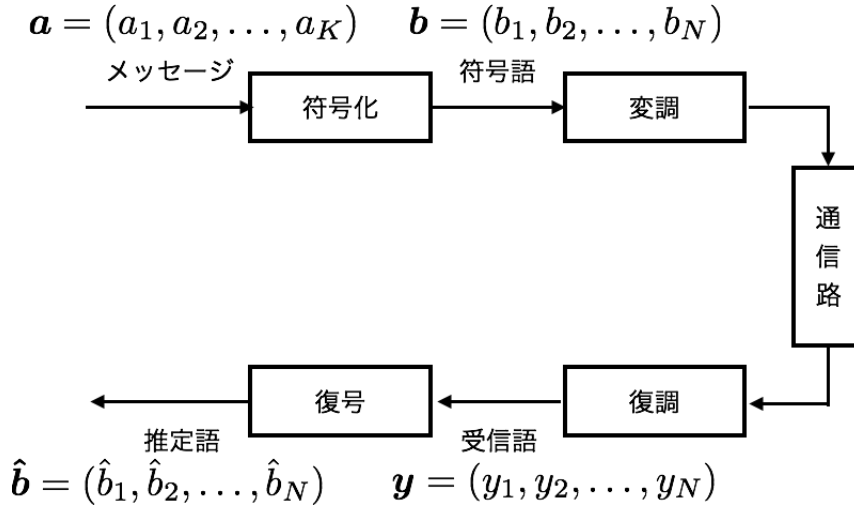 a = (a₁, a₂, . . . , a_K) b = (b₁, b₂, . . . , b_N)
メッセージ 符号語
符号化 変調
通信路
復号 復調
推定語 受信語
b̂ = (b̂₁, b̂₂, . . . , b̂_N) y = (y₁, y₂, . . . , y_N)